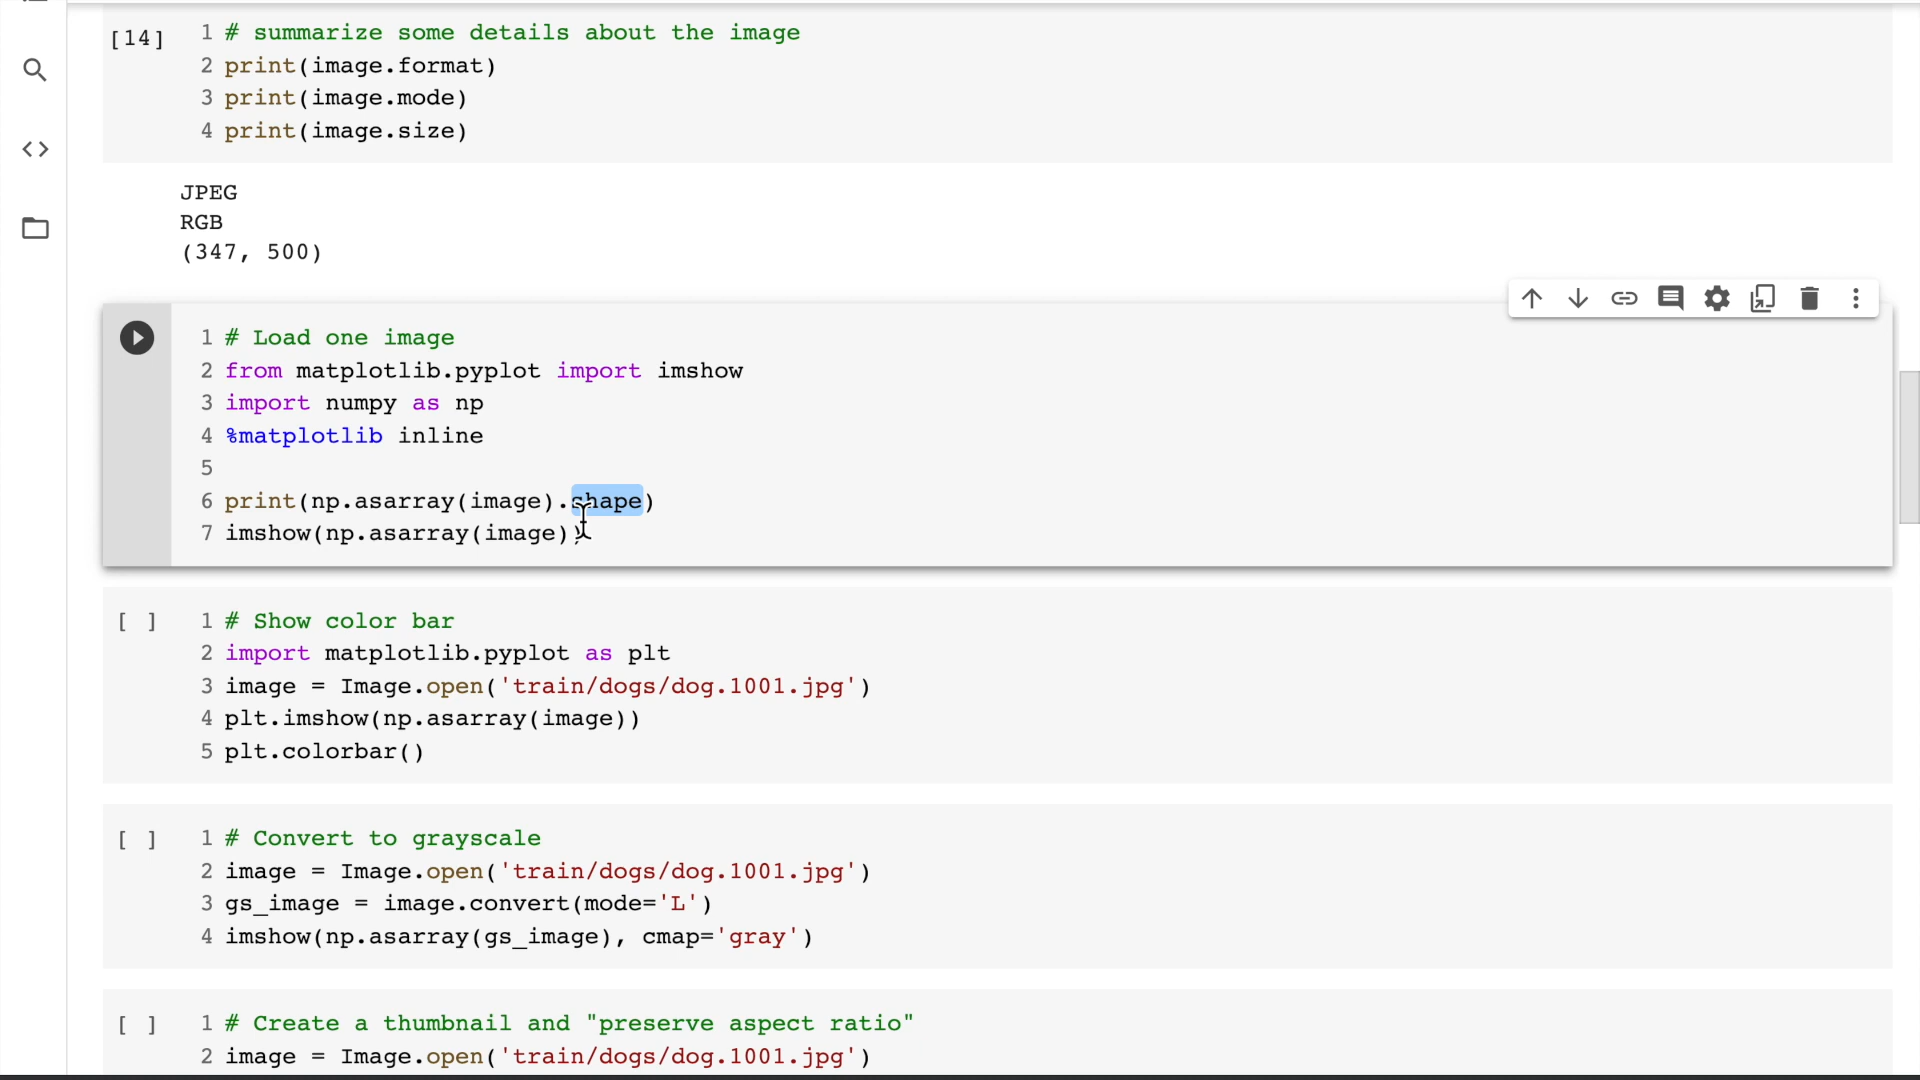 [14]
1 # summarize some details about the image
2 print(image.format)
3 print(image.mode)
4 print(image.size)
JPEG
RGB
(347, 500)
1 # Load one image
2 from matplotlib.pyplot import imshow
3 import numpy as np
4 %matplotlib inline
5
6 print(np.asarray(image).shape)
7 imshow(np.asarray(image))
[ ]
1 # Show color bar
2 import matplotlib.pyplot as plt
3 image = Image.open('train/dogs/dog.1001.jpg')
4 plt.imshow(np.asarray(image))
5 plt.colorbar()
[ ]
1 # Convert to grayscale
2 image = Image.open('train/dogs/dog.1001.jpg')
3 gs_image = image.convert(mode='L')
4 imshow(np.asarray(gs_image), cmap='gray')
[ ]
1 # Create a thumbnail and "preserve aspect ratio"
2 image = Image.open('train/dogs/dog.1001.jpg')